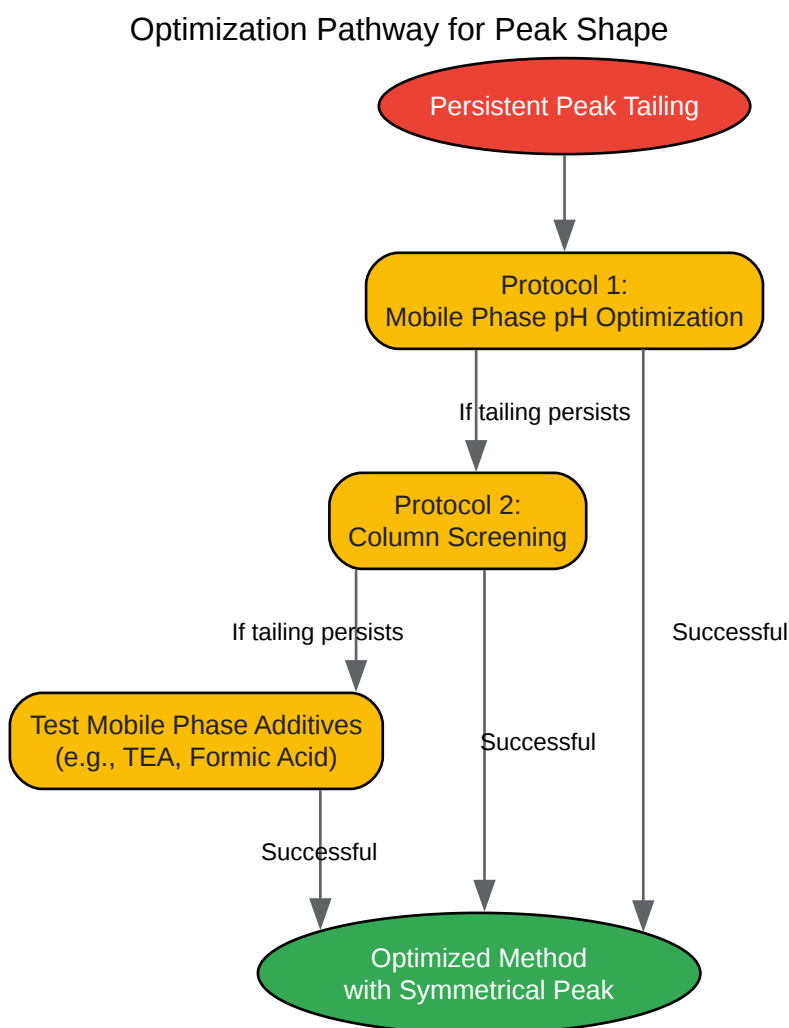 Optimization Pathway for Peak Shape
Persistent Peak Tailing
Protocol 1:
Mobile Phase pH Optimization
If tailing persists
Protocol 2:
Column Screening
If tailing persists
Successful
Test Mobile Phase Additives
(e.g., TEA, Formic Acid)
Successful
Successful
Optimized Method
with Symmetrical Peak